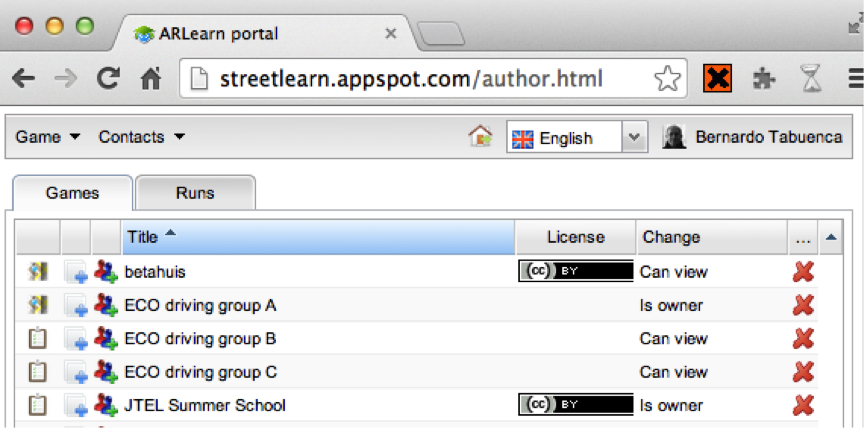 ARLearn portal
streetlearn.appspot.com/author.html
Game Contacts English Bernardo Tabuenca
Games Runs
Title License Change ...
betahuis (cc) BY Can view
ECO driving group A Is owner
ECO driving group B Can view
ECO driving group C Can view
JTEL Summer School (cc) BY Is owner